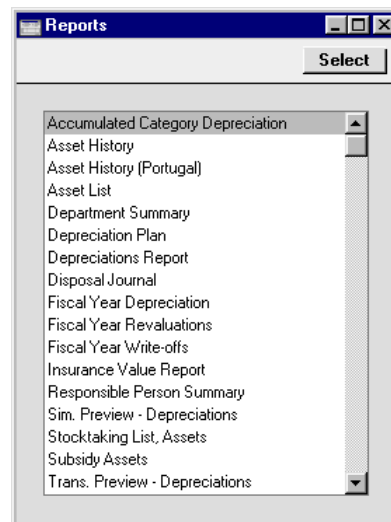 Reports
Select
Accumulated Category Depreciation
Asset History
Asset History (Portugal)
Asset List
Department Summary
Depreciation Plan
Depreciations Report
Disposal Journal
Fiscal Year Depreciation
Fiscal Year Revaluations
Fiscal Year Write-offs
Insurance Value Report
Responsible Person Summary
Sim. Preview - Depreciations
Stocktaking List, Assets
Subsidy Assets
Trans. Preview - Depreciations